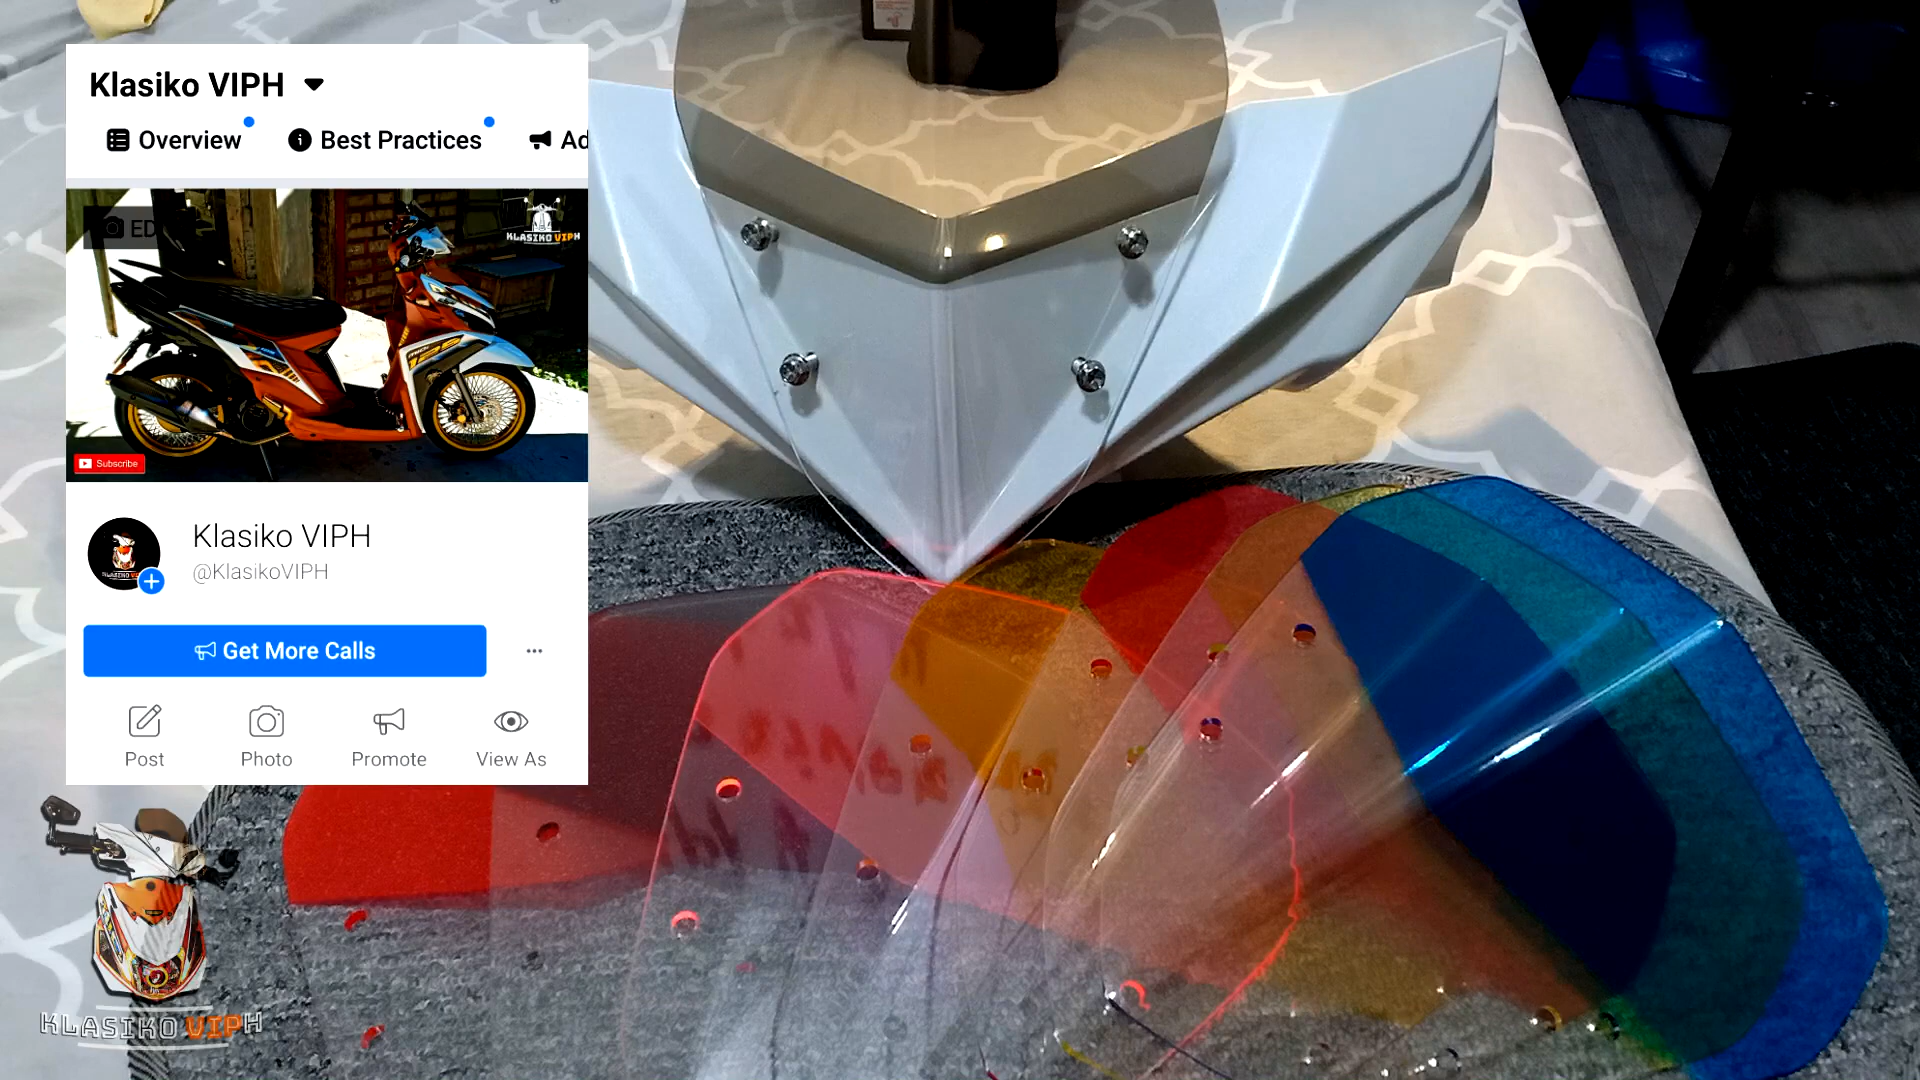 Klasiko VIPH
Overview
Best Practices
Ad
ED
KLASIKO VIPH
125
Subscribe
Klasiko VIPH
@KlasikoVIPH
Get More Calls
Post
Photo
Promote
View As
KLASIKO VIPH